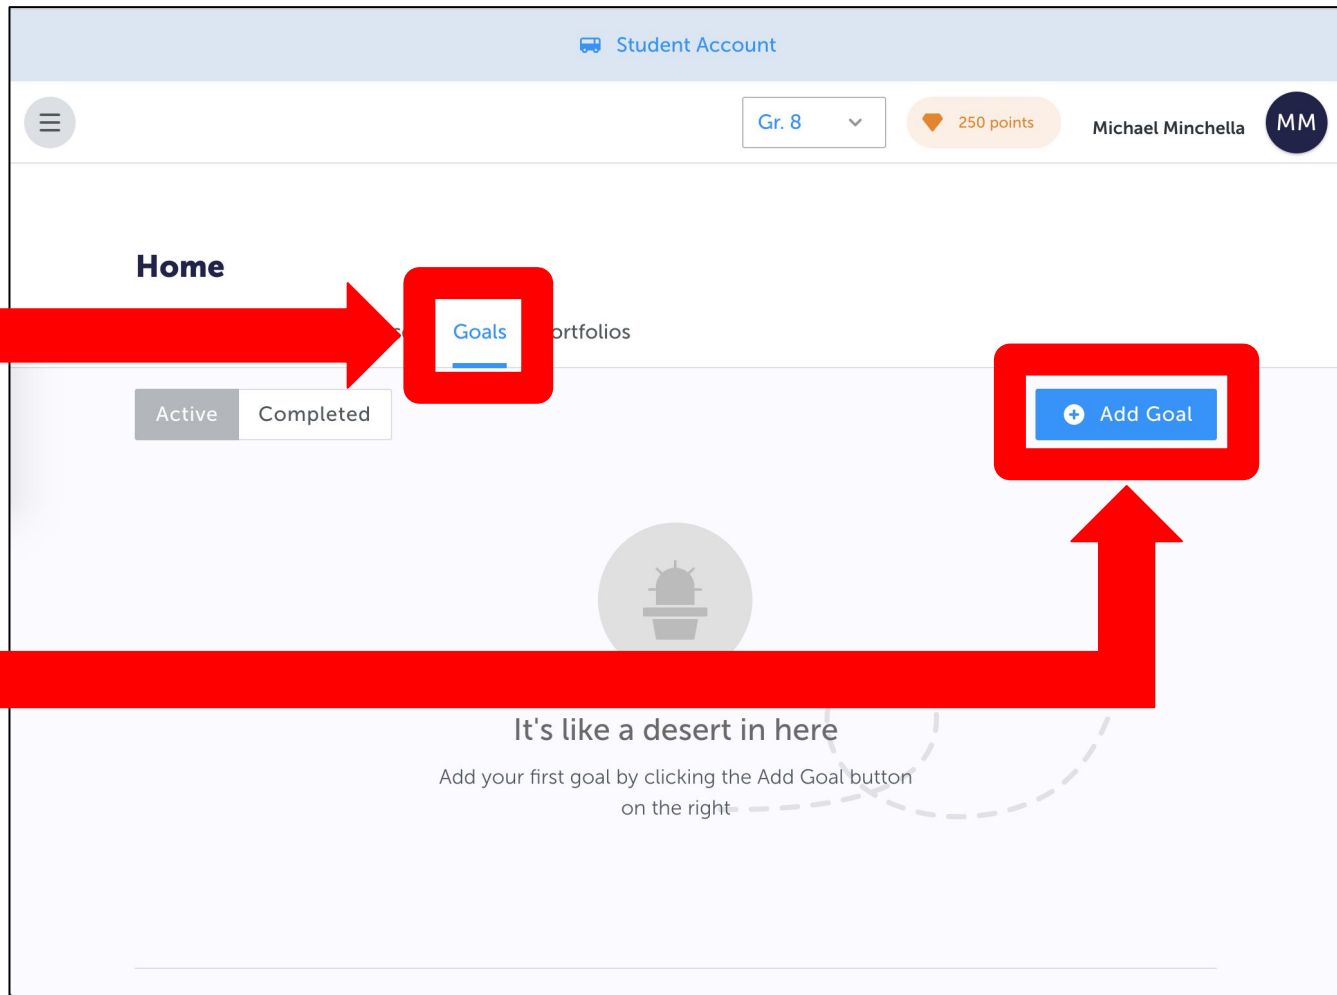 Student Account
Gr. 8
250 points
Michael Minchella
MM
Home
Goals
Active
Completed
Add Goal
It's like a desert in here
Add your first goal by clicking the Add Goal button
on the right